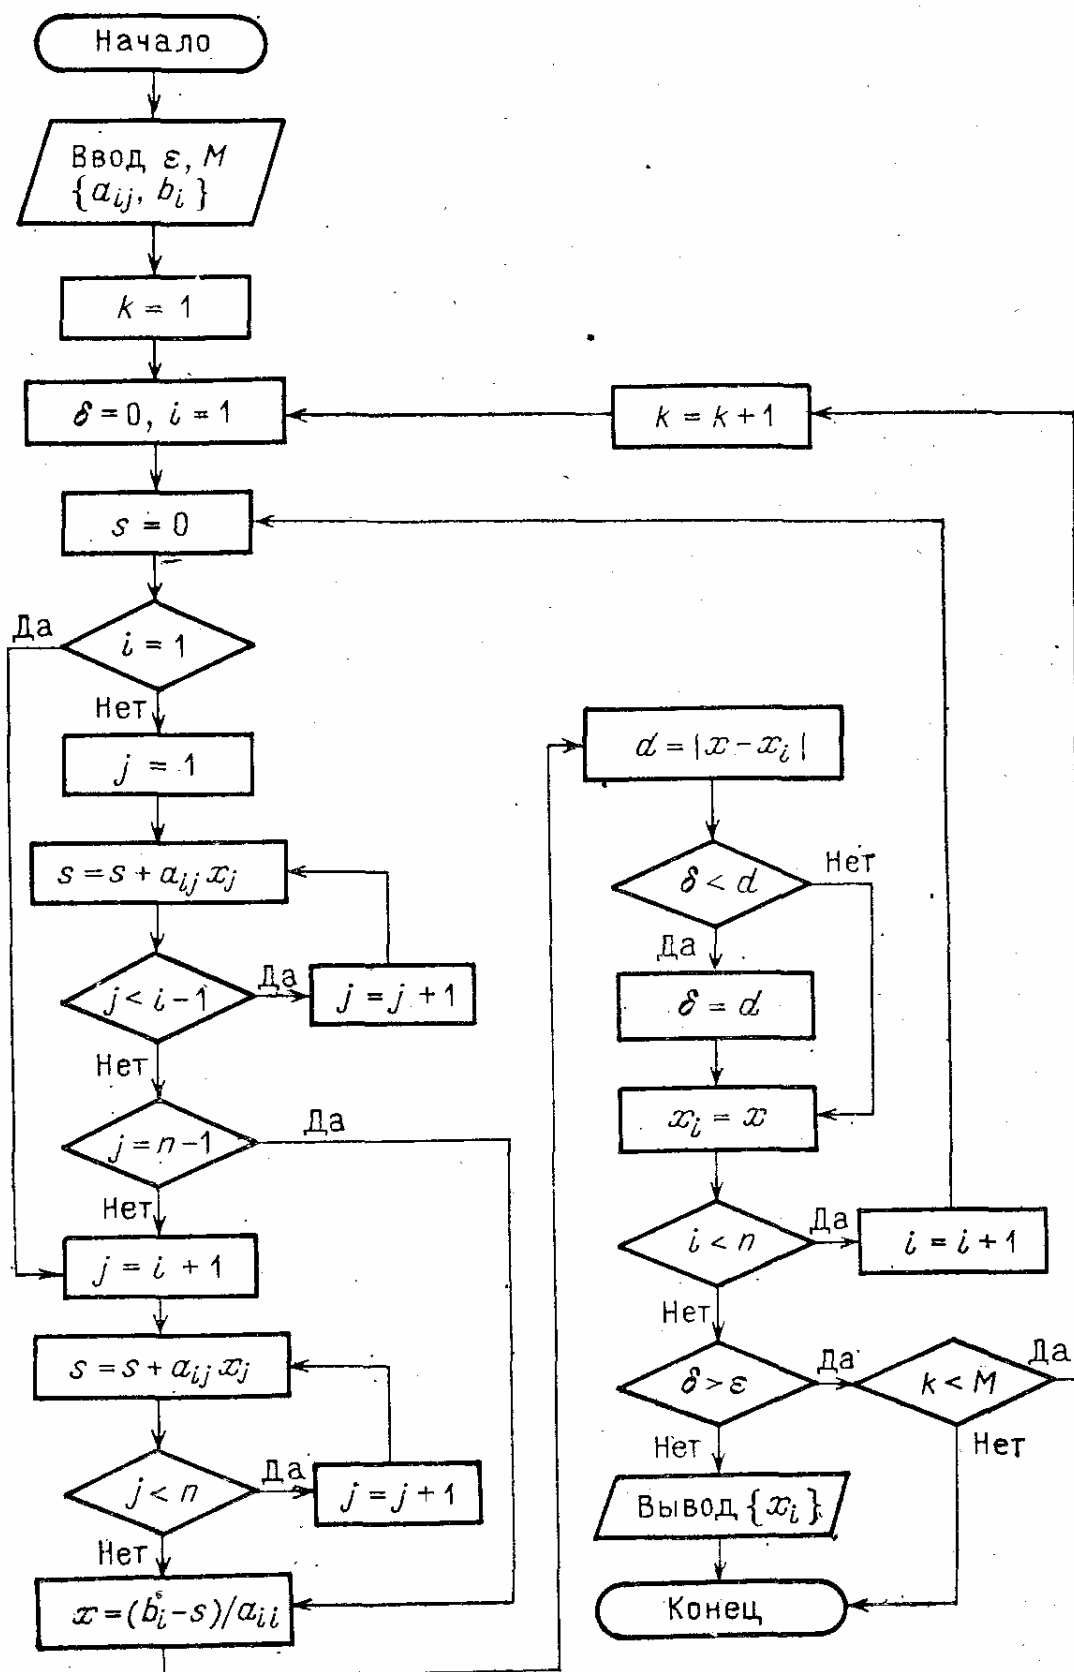 Начало
Ввод ε, M
{a_ij, b_i}
k = 1
δ = 0, i = 1
k = k + 1
s = 0
Да
i = 1
Нет
j = 1
s = s + a_ij x_j
j < i − 1
Да
j = j + 1
Нет
j = n − 1
Да
Нет
j = i + 1
s = s + a_ij x_j
j < n
Да
j = j + 1
Нет
x = (b_i − s) / a_ii
d = |x − x_i|
δ < d
Нет
Да
δ = d
x_i = x
i < n
Да
i = i + 1
Нет
δ > ε
Да
k < M
Да
Нет
Нет
Вывод {x_i}
Конец